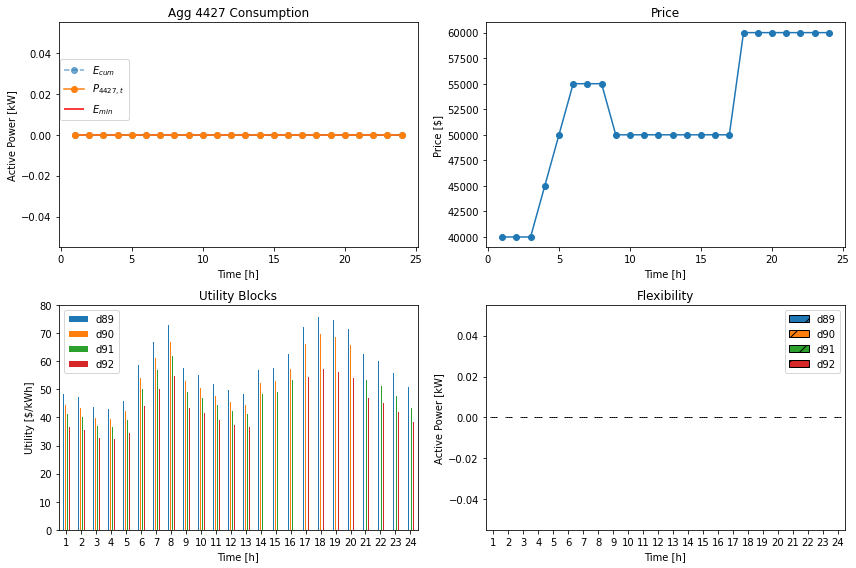 Agg 4427 Consumption
Active Power [kW]
0.04
0.02
0.00
−0.02
−0.04
E_cum
P_4427,t
E_min
0 5 10 15 20 25
Time [h]
Price
Price [$]
60000
57500
55000
52500
50000
47500
45000
42500
40000
0 5 10 15 20 25
Time [h]
Utility Blocks
Utility [$/kWh]
80
70
60
50
40
30
20
10
0
d89
d90
d91
d92
1 2 3 4 5 6 7 8 9 10 11 12 13 14 15 16 17 18 19 20 21 22 23 24
Time [h]
Flexibility
Active Power [kW]
0.04
0.02
0.00
−0.02
−0.04
d89
d90
d91
d92
1 2 3 4 5 6 7 8 9 10 11 12 13 14 15 16 17 18 19 20 21 22 23 24
Time [h]